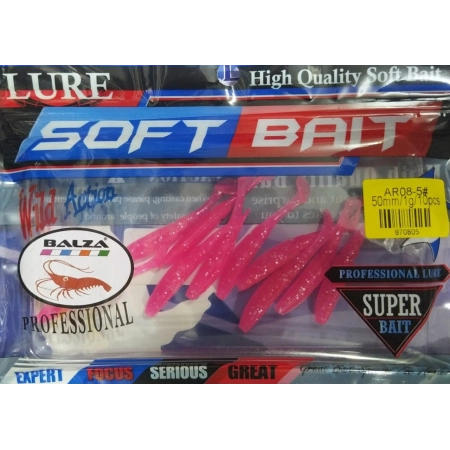 LURE
High Quality Soft Bait
SOFT BAIT
Wild Action
AR08-5#
50mm/1g/10pcs
970805
BALZA
PROFESSIONAL
PROFESSIONAL LURE
SUPER
BAIT
EXPERT FOCUS SERIOUS GREAT